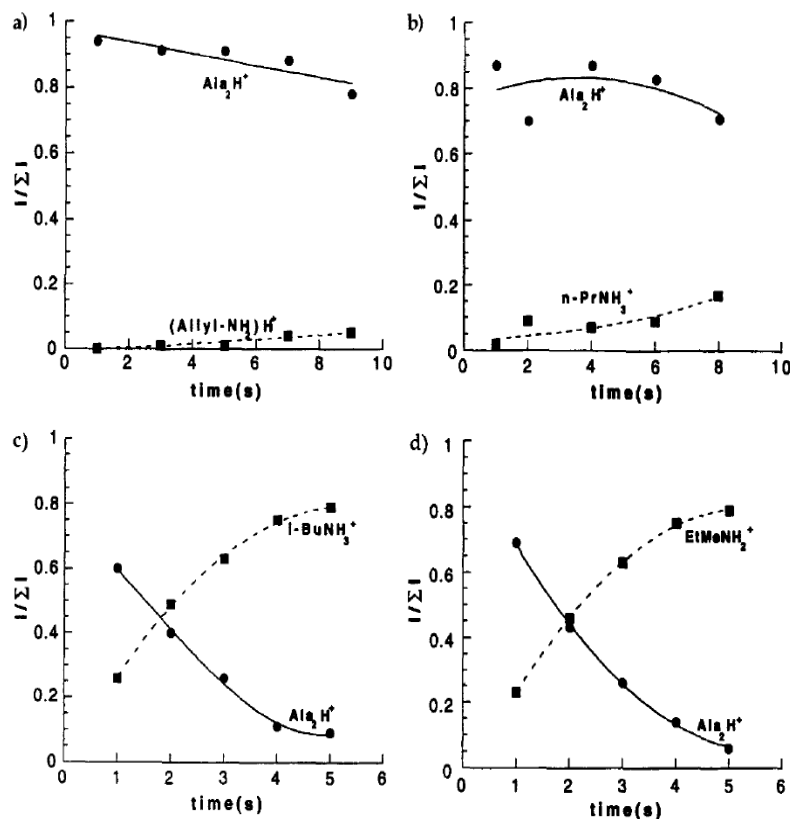 a)
1
0.8
0.6
0.4
0.2
0
I/ΣI
Ala₂H⁺
(Allyl-NH₂)H⁺
0 2 4 6 8 10
time(s)
b)
1
0.8
0.6
0.4
0.2
0
I/ΣI
Ala₂H⁺
n-PrNH₃⁺
0 2 4 6 8 10
time(s)
c)
1
0.8
0.6
0.4
0.2
0
I/ΣI
i-BuNH₃⁺
Ala₂H⁺
0 1 2 3 4 5 6
time(s)
d)
1
0.8
0.6
0.4
0.2
0
I/ΣI
EtMeNH₂⁺
Ala₂H⁺
0 1 2 3 4 5 6
time(s)